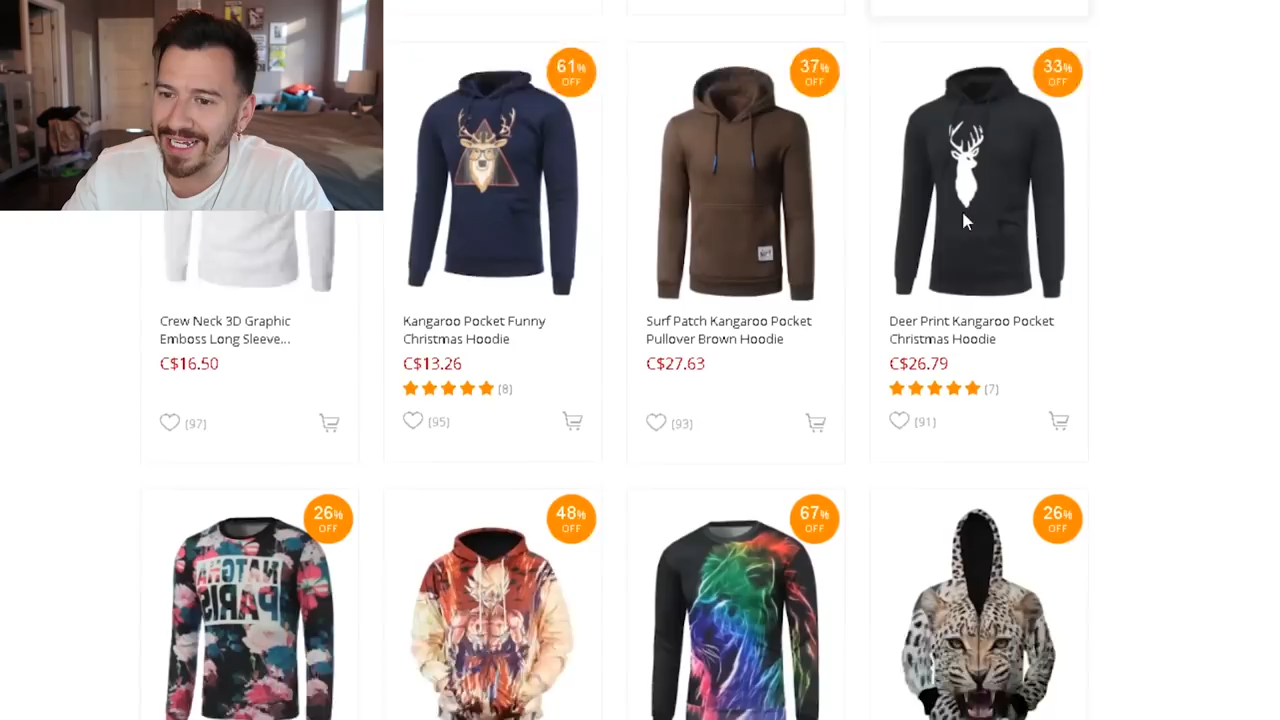 61%
OFF
37%
OFF
33%
OFF
Crew Neck 3D Graphic
Emboss Long Sleeve...
C$16.50
(97)
Kangaroo Pocket Funny
Christmas Hoodie
C$13.26
(8)
(95)
Surf Patch Kangaroo Pocket
Pullover Brown Hoodie
C$27.63
(93)
Deer Print Kangaroo Pocket
Christmas Hoodie
C$26.79
(7)
(91)
26%
OFF
48%
OFF
67%
OFF
26%
OFF
NATCHA
PARIS